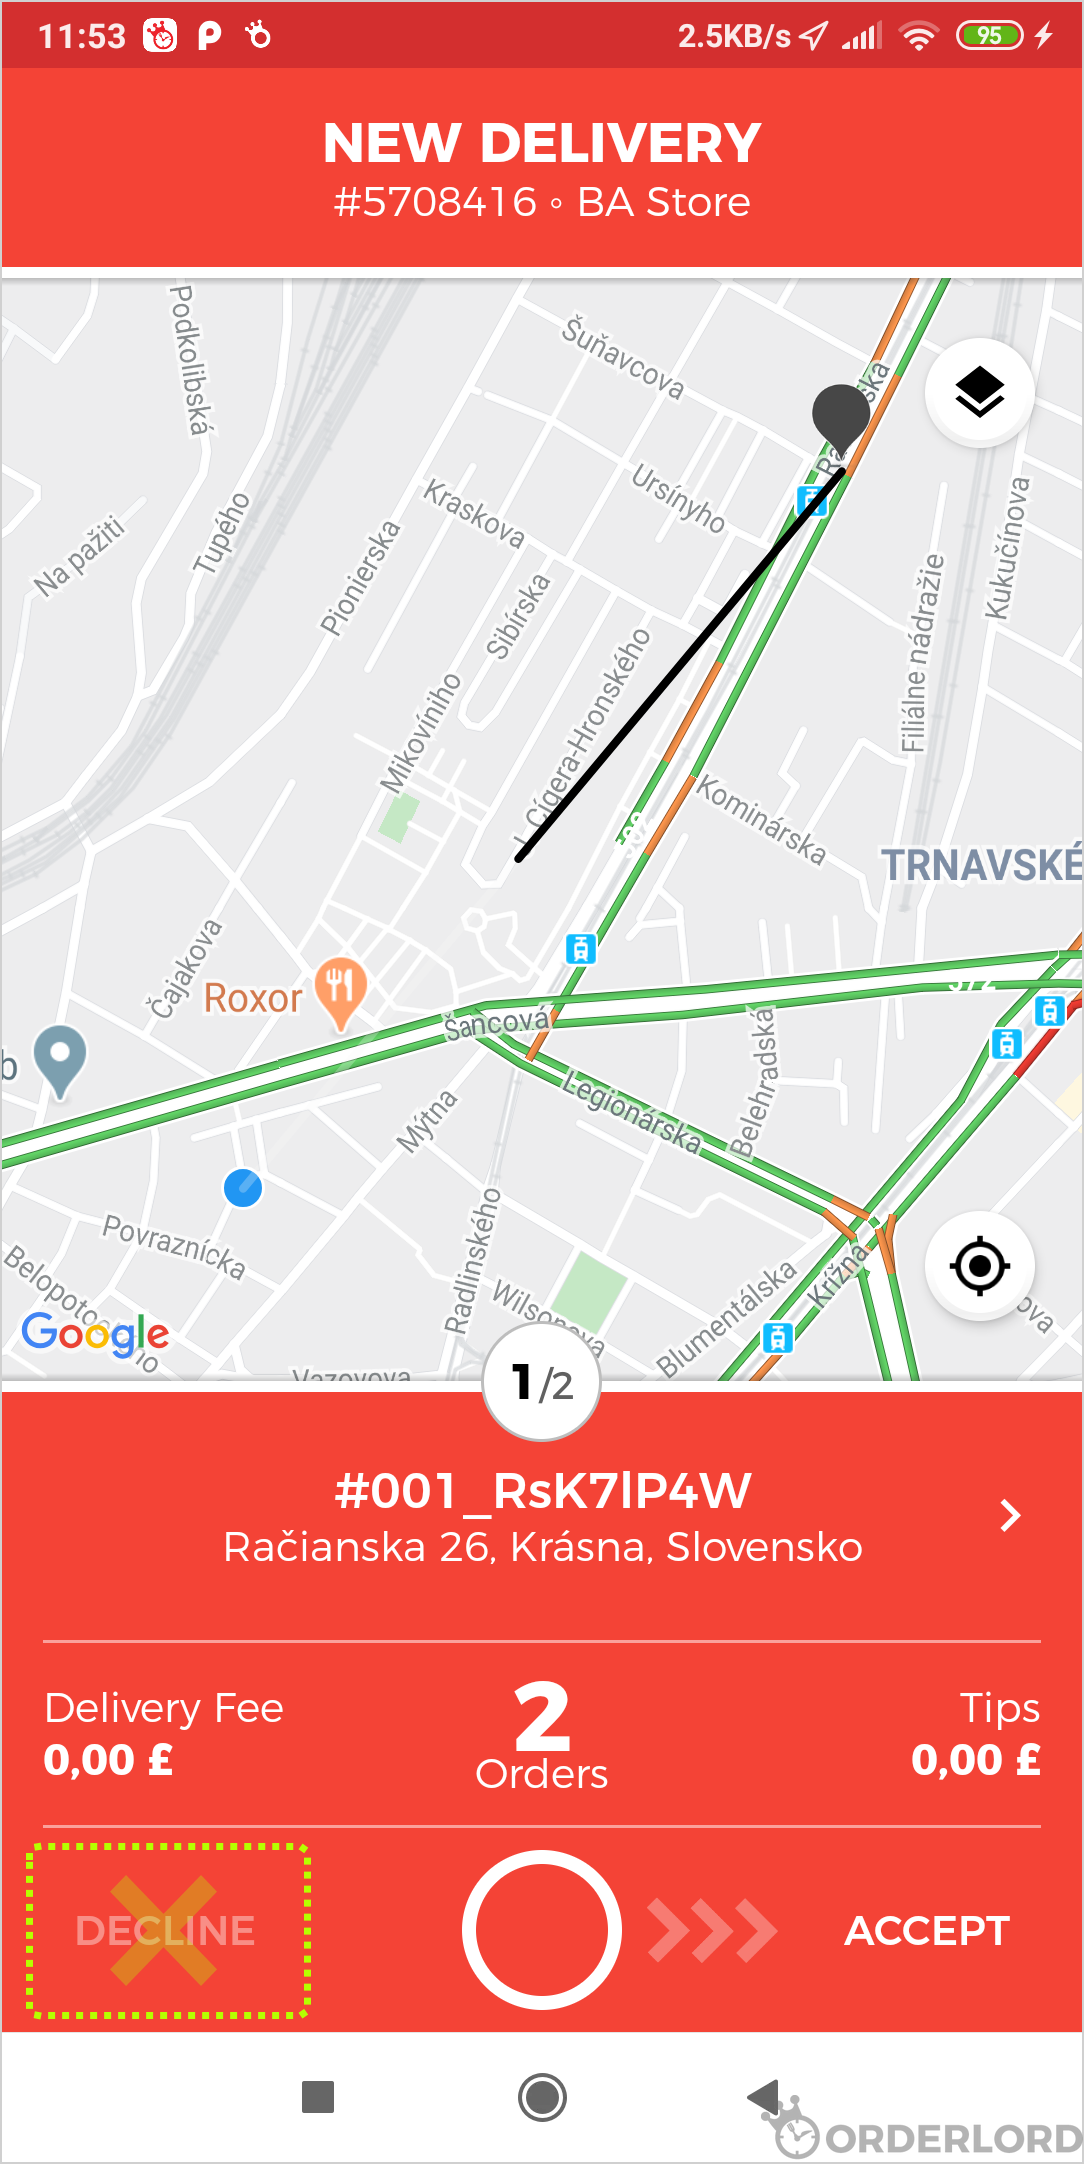 11:53
2.5KB/s
95
NEW DELIVERY
#5708416 ◦ BA Store
Podkolibská
Šuňavcova
Ursínyho
Kraskova
Kukučínova
Tupého
Na pažiti
Pionierska
Sibírska
Filiálne nádražie
J. Cígera-Hronského
Mikovíniho
Kominárska
TRNAVSKÉ
Čajakova
Roxor
572
Šancová
b
Belehradská
Legionárska
Mýtna
Povraznícka
Radlinského
Krížna
Blumentálska
Google
Vazovova
1/2
#001_RsK7lP4W
Račianska 26, Krásna, Slovensko
Delivery Fee
0,00 £
2
Orders
Tips
0,00 £
DECLINE
ACCEPT
ORDERLORD